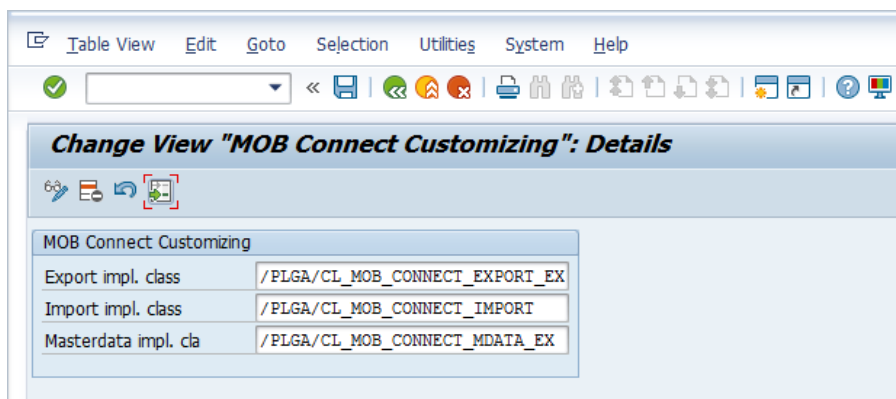 Table View Edit Goto Selection Utilities System Help
Change View "MOB Connect Customizing": Details
MOB Connect Customizing
Export impl. class /PLGA/CL_MOB_CONNECT_EXPORT_EX
Import impl. class /PLGA/CL_MOB_CONNECT_IMPORT
Masterdata impl. cla /PLGA/CL_MOB_CONNECT_MDATA_EX